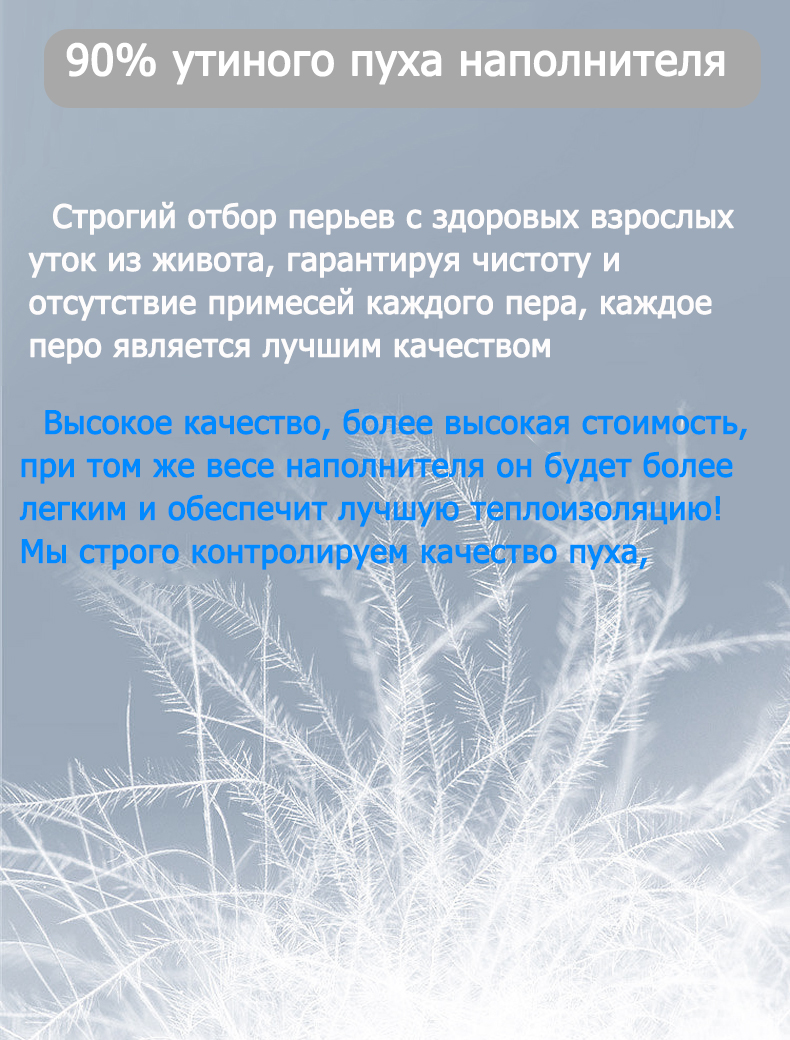 90% утиного пуха наполнителя
Строгий отбор перьев с здоровых взрослых
уток из живота, гарантируя чистоту и
отсутствие примесей каждого пера, каждое
перо является лучшим качеством
Высокое качество, более высокая стоимость,
при том же весе наполнителя он будет более
легким и обеспечит лучшую теплоизоляцию!
Мы строго контролируем качество пуха,